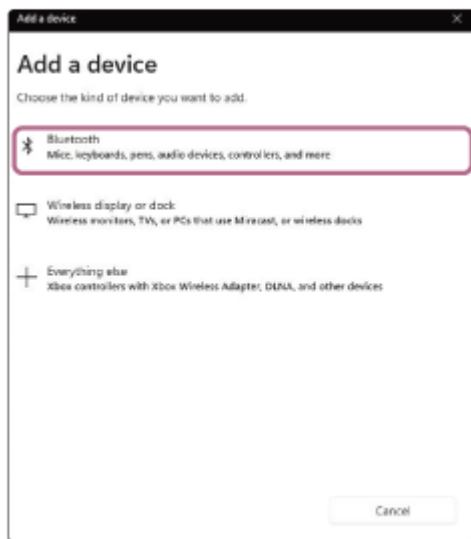 Add a device
Add a device
Choose the kind of device you want to add.
Bluetooth
Mice, keyboards, pens, audio devices, controllers, and more
Wireless display or dock
Wireless monitors, TVs, or PCs that use Miracast, or wireless docks
Everything else
Xbox controllers with Xbox Wireless Adapter, DLNA, and other devices
Cancel